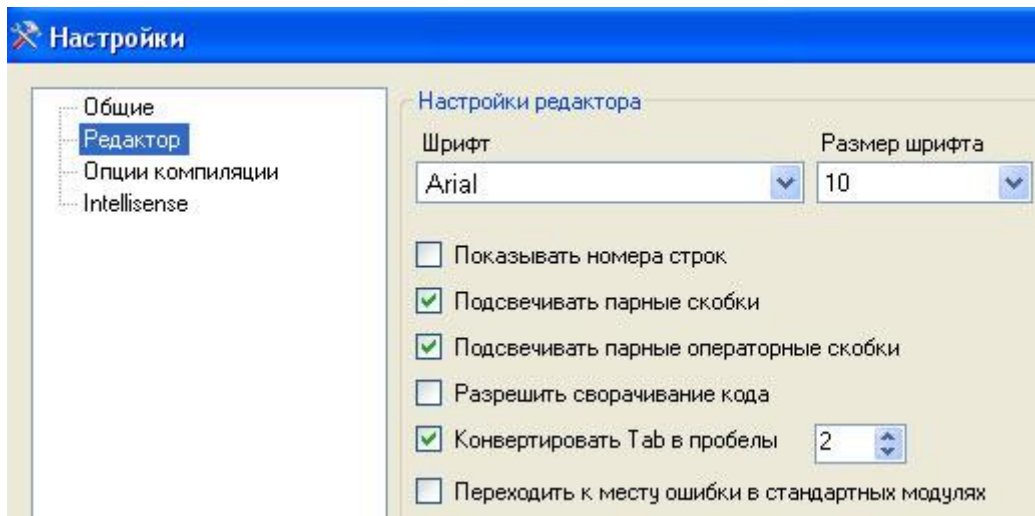 Настройки
Общие
Редактор
Опции компиляции
Intellisense
Настройки редактора
Шрифт
Размер шрифта
Arial
10
Показывать номера строк
Подсвечивать парные скобки
Подсвечивать парные операторные скобки
Разрешить сворачивание кода
Конвертировать Tab в пробелы 2
Переходить к месту ошибки в стандартных модулях